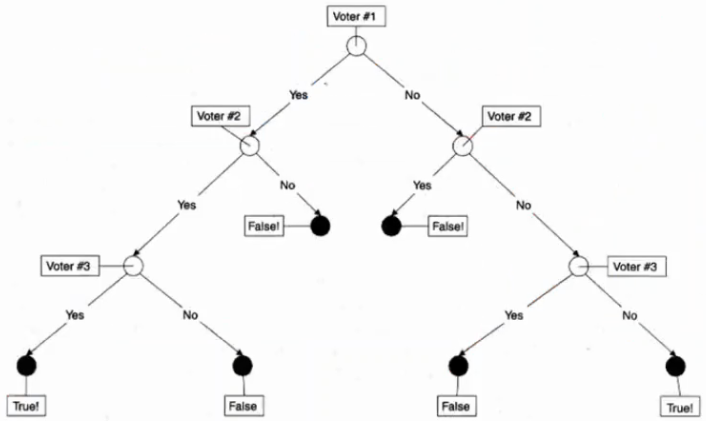 Voter #1
Yes
No
Voter #2
Voter #2
Yes
No
Yes
No
False!
False!
Voter #3
Voter #3
Yes
No
Yes
No
True!
False
False
True!